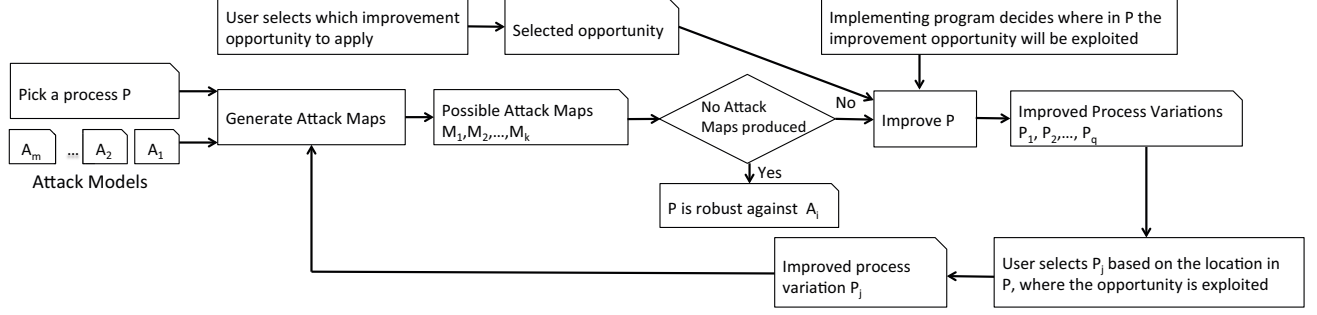 User selects which improvement
opportunity to apply
Selected opportunity
Implementing program decides where in P the
improvement opportunity will be exploited
Pick a process P
Generate Attack Maps
Possible Attack Maps
M₁,M₂,...,Mₖ
No Attack
Maps produced
No
Improve P
Improved Process Variations
P₁, P₂,..., P_q
Aₘ ... A₂ A₁
Attack Models
Yes
P is robust against Aᵢ
Improved process
variation Pⱼ
User selects Pⱼ based on the location in
P, where the opportunity is exploited